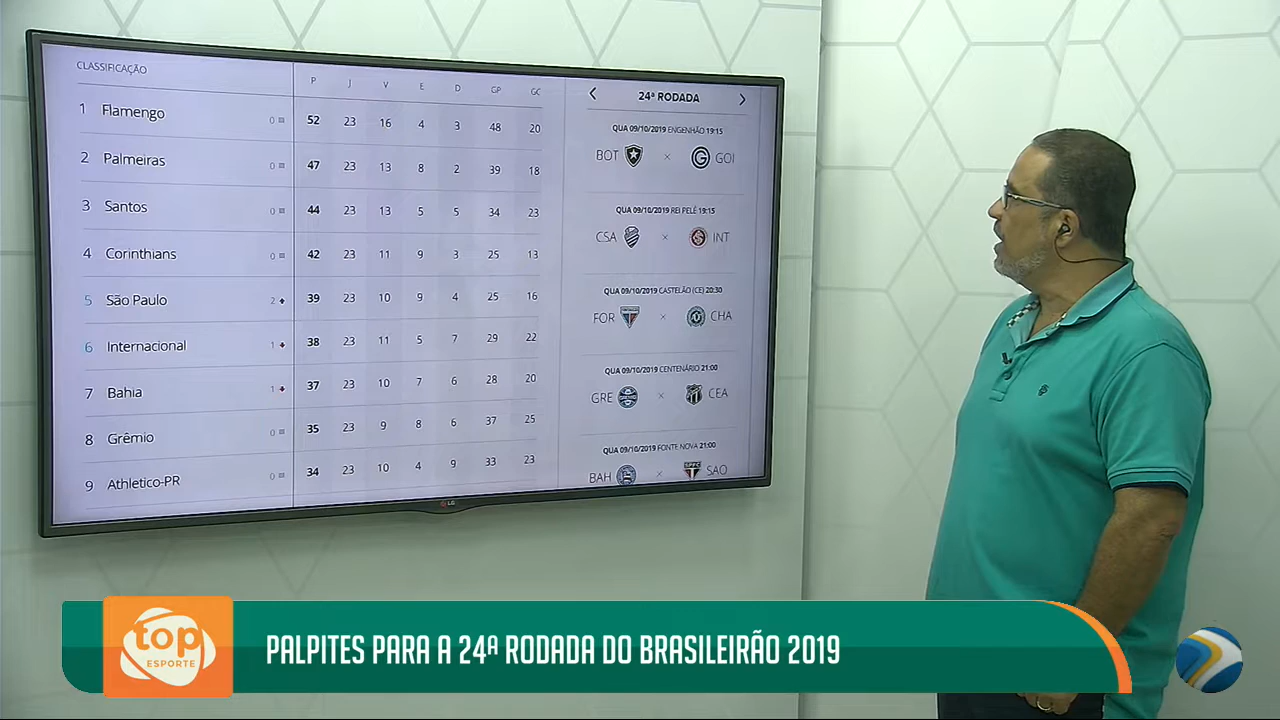 CLASSIFICAÇÃO P J V E D GP GC
1 Flamengo 0 52 23 16 4 3 48 20
2 Palmeiras 0 47 23 13 8 2 39 18
3 Santos 0 44 23 13 5 5 34 23
4 Corinthians 0 42 23 11 9 3 25 13
5 São Paulo 2 39 23 10 9 4 25 16
6 Internacional 1 38 23 11 5 7 29 22
7 Bahia 1 37 23 10 7 6 28 20
8 Grêmio 0 35 23 9 8 6 37 25
9 Athletico-PR 0 34 23 10 4 9 33 23
24ª RODADA
QUA 09/10/2019 ENGENHÃO 19:15
BOT × GOI
QUA 09/10/2019 REI PELÉ 19:15
CSA × INT
QUA 09/10/2019 CASTELÃO (CE) 20:30
FOR × CHA
QUA 09/10/2019 CENTENÁRIO 21:00
GRE × CEA
QUA 09/10/2019 FONTE NOVA 21:00
BAH × SAO
LG
top
ESPORTE
PALPITES PARA A 24ª RODADA DO BRASILEIRÃO 2019